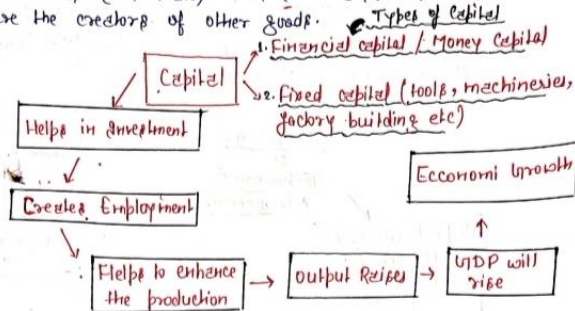 re the creators of other goods.
Types of Capital
Capital
1. Financial capital / Money Capital
2. Fixed capital (tools, machineries,
factory building etc)
Helps in Investment
Creates Employment
Helps to enhance
the production
Output Raises
GDP will
rise
Ecconomi Growth